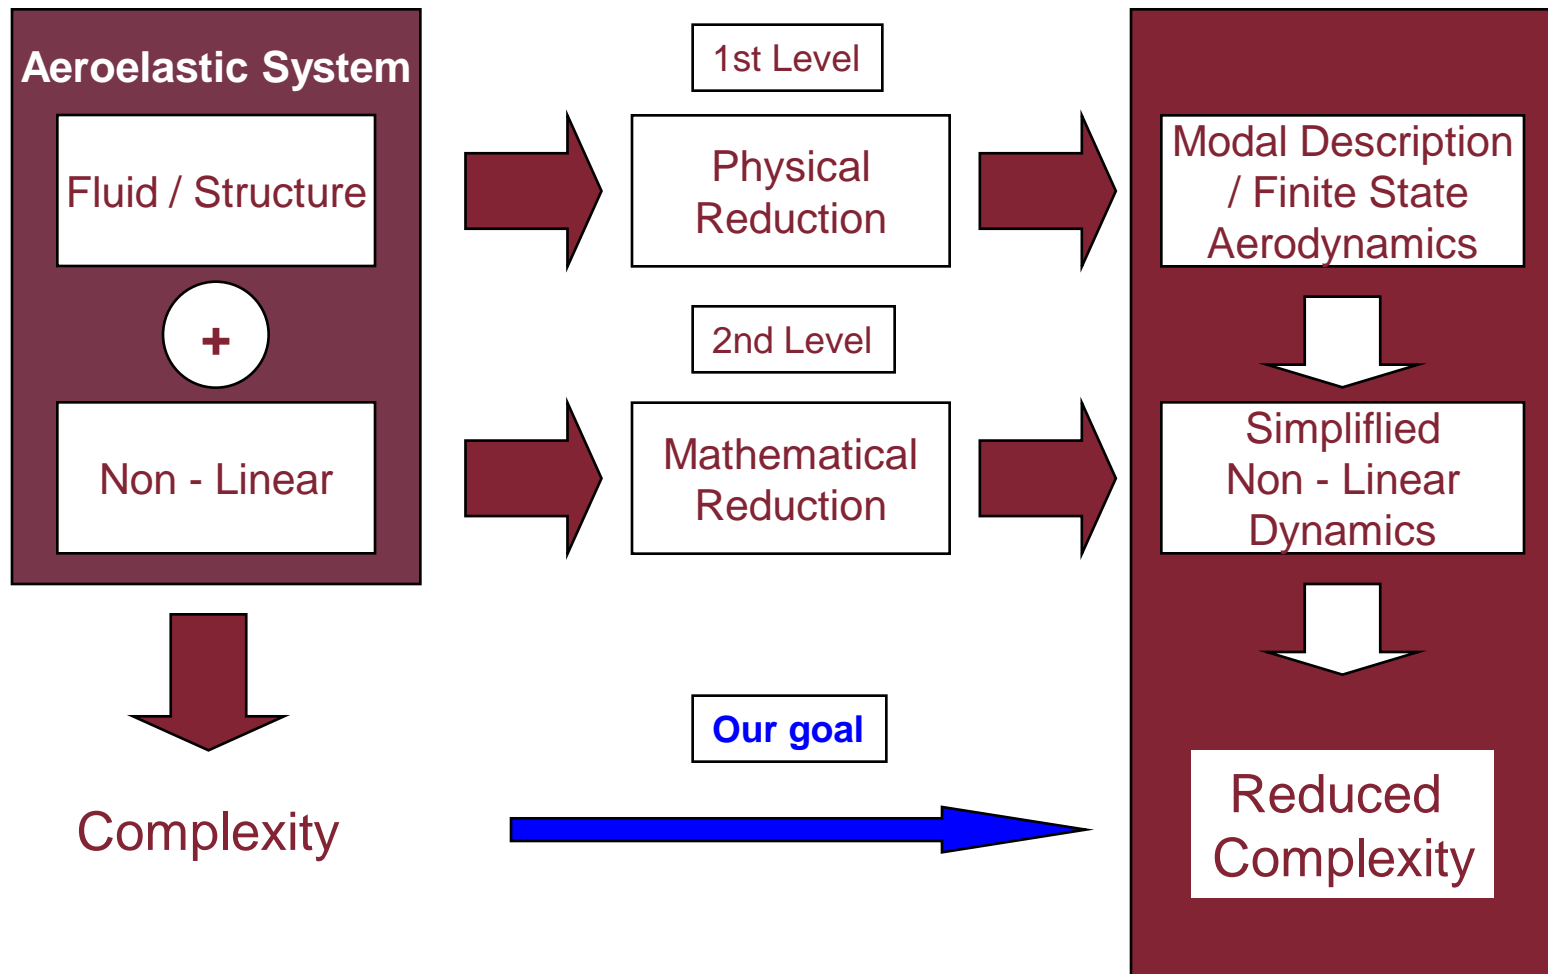 Aeroelastic System
Fluid / Structure
+
Non - Linear
Complexity
1st Level
Physical
Reduction
2nd Level
Mathematical
Reduction
Our goal
Modal Description
/ Finite State
Aerodynamics
Simpliflied
Non - Linear
Dynamics
Reduced
Complexity